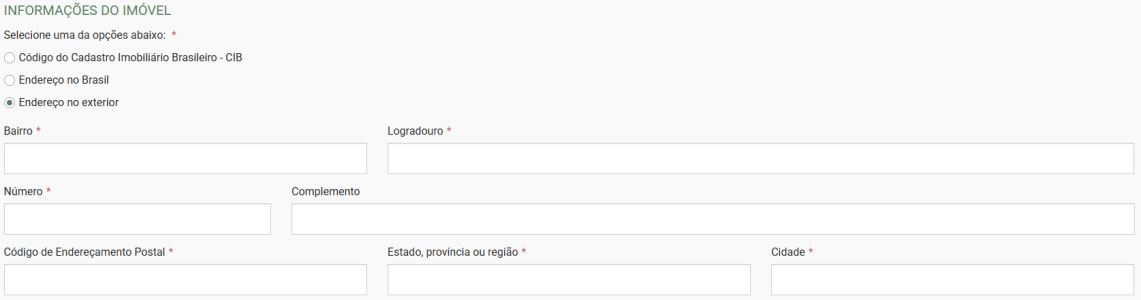 INFORMAÇÕES DO IMÓVEL
Selecione uma da opções abaixo: *
Código do Cadastro Imobiliário Brasileiro - CIB
Endereço no Brasil
Endereço no exterior
Bairro * Logradouro *
Número * Complemento
Código de Endereçamento Postal * Estado, província ou região * Cidade *